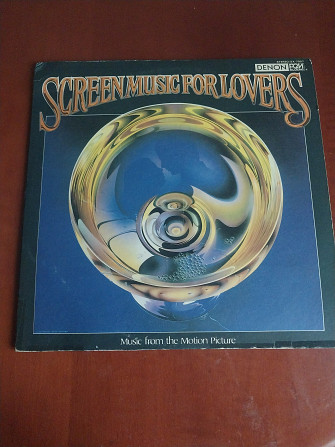 DENON PCM
SCREEN MUSIC FOR LOVERS
Music from the Motion Picture